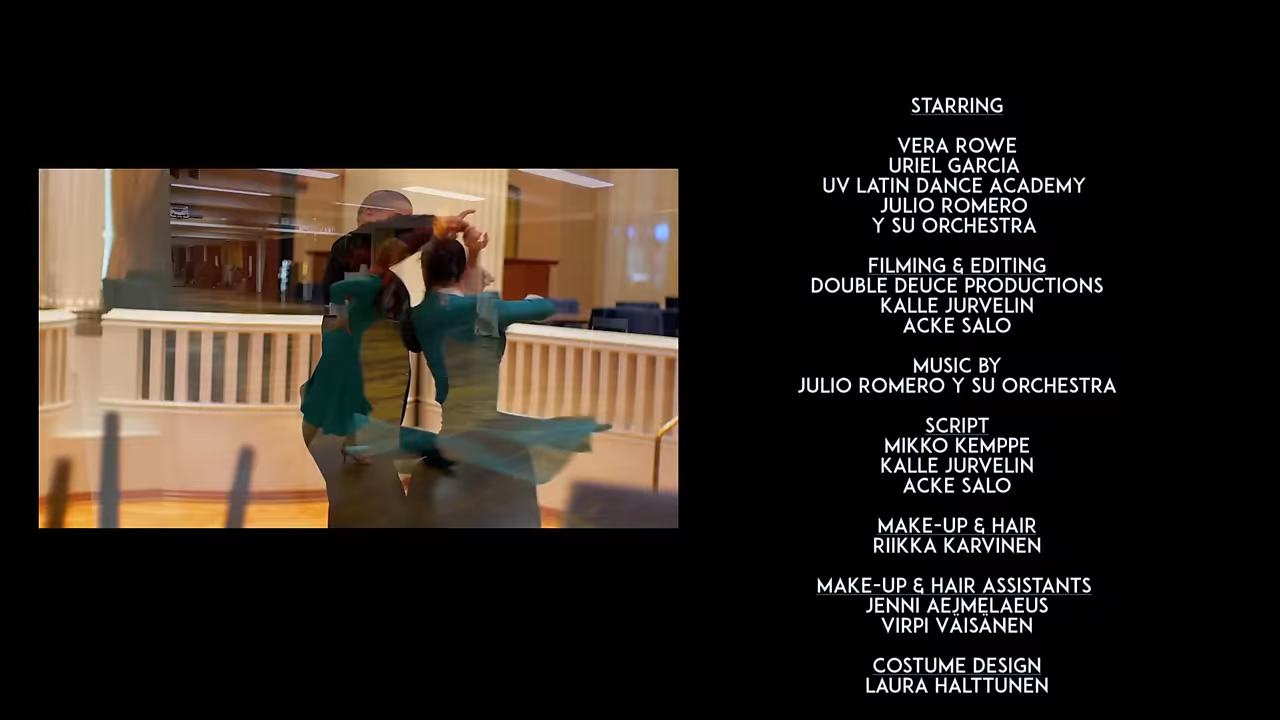 STARRING
VERA ROWE
URIEL GARCIA
UV LATIN DANCE ACADEMY
JULIO ROMERO
Y SU ORCHESTRA
FILMING & EDITING
DOUBLE DEUCE PRODUCTIONS
KALLE JURVELIN
ACKE SALO
MUSIC BY
JULIO ROMERO Y SU ORCHESTRA
SCRIPT
MIKKO KEMPPE
KALLE JURVELIN
ACKE SALO
MAKE-UP & HAIR
RIIKKA KARVINEN
MAKE-UP & HAIR ASSISTANTS
JENNI AEJMELAEUS
VIRPI VÄISÄNEN
COSTUME DESIGN
LAURA HALTTUNEN